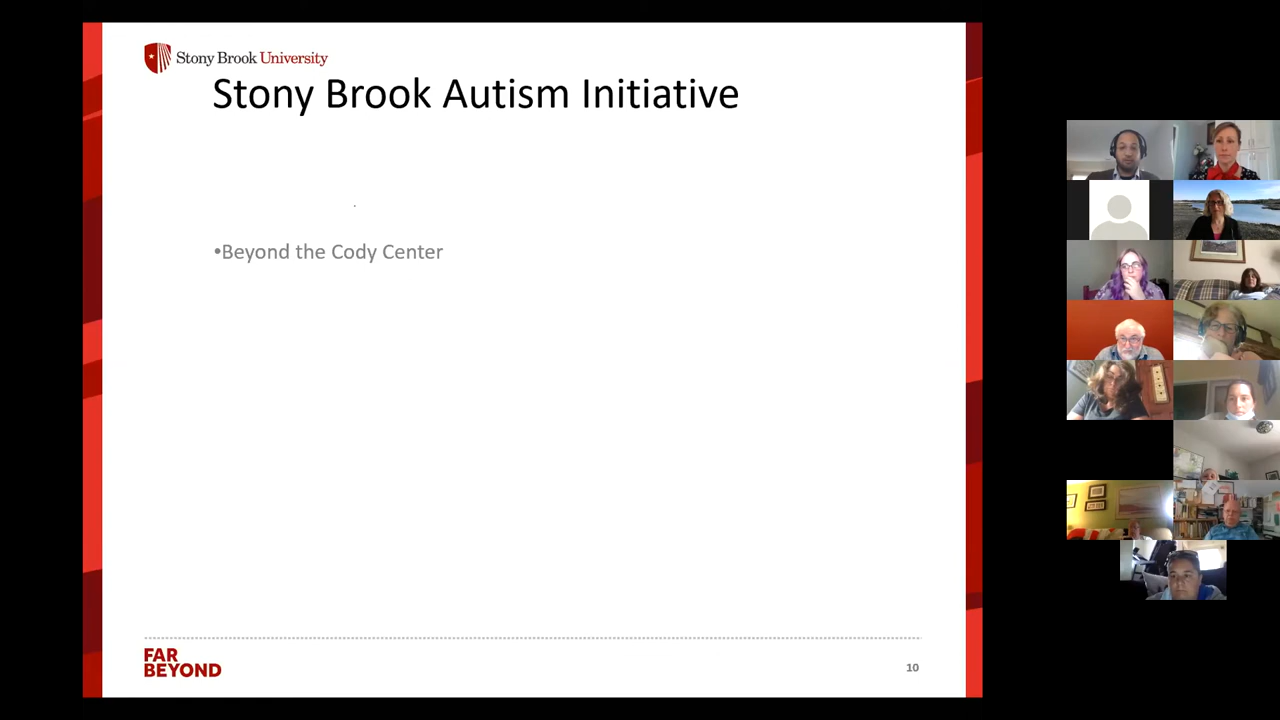 Stony Brook University
Stony Brook Autism Initiative
•Beyond the Cody Center
FAR
BEYOND
10